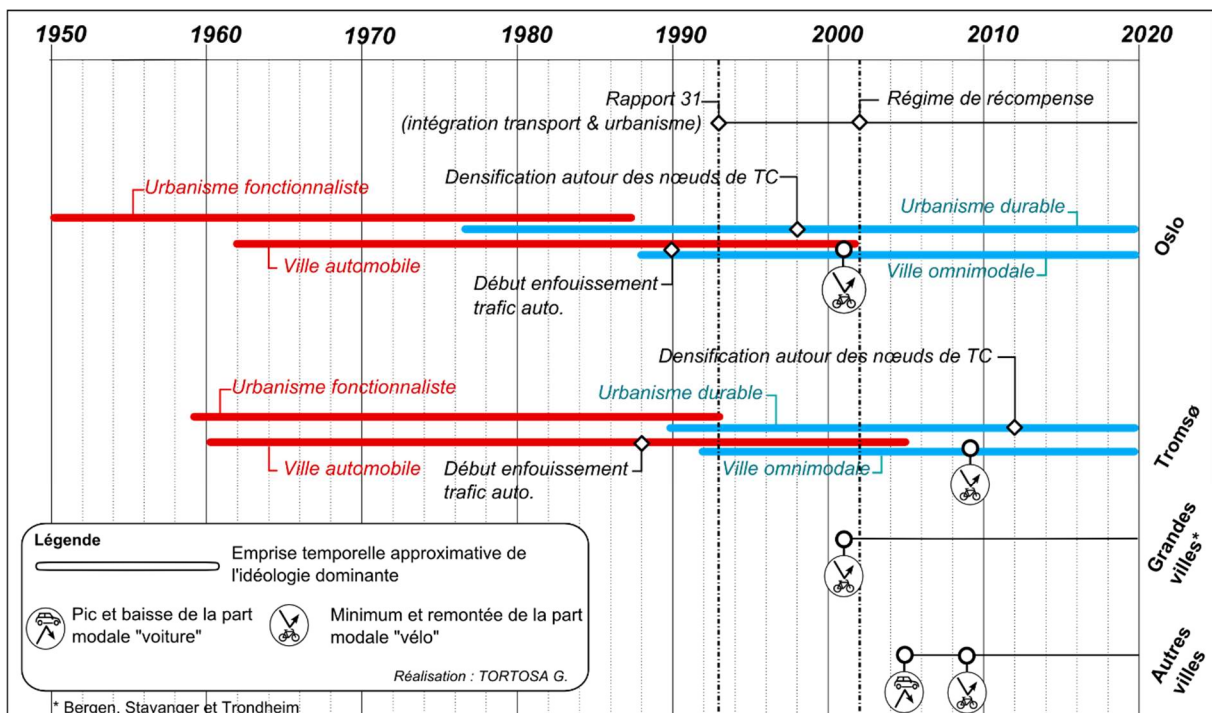 1950 1960 1970 1980 1990 2000 2010 2020
Rapport 31
(intégration transport & urbanisme)
Régime de récompense
Densification autour des nœuds de TC
Urbanisme fonctionnaliste
Urbanisme durable
Oslo
Ville automobile
Ville omnimodale
Début enfouissement
trafic auto.
Densification autour des nœuds de TC
Urbanisme fonctionnaliste
Urbanisme durable
Tromsø
Ville automobile
Début enfouissement
trafic auto.
Ville omnimodale
Grandes
villes*
Autres
villes
Légende
Emprise temporelle approximative de
l'idéologie dominante
Pic et baisse de la part
modale "voiture"
Minimum et remontée de la part
modale "vélo"
Réalisation : TORTOSA G.
* Bergen, Stavanger et Trondheim